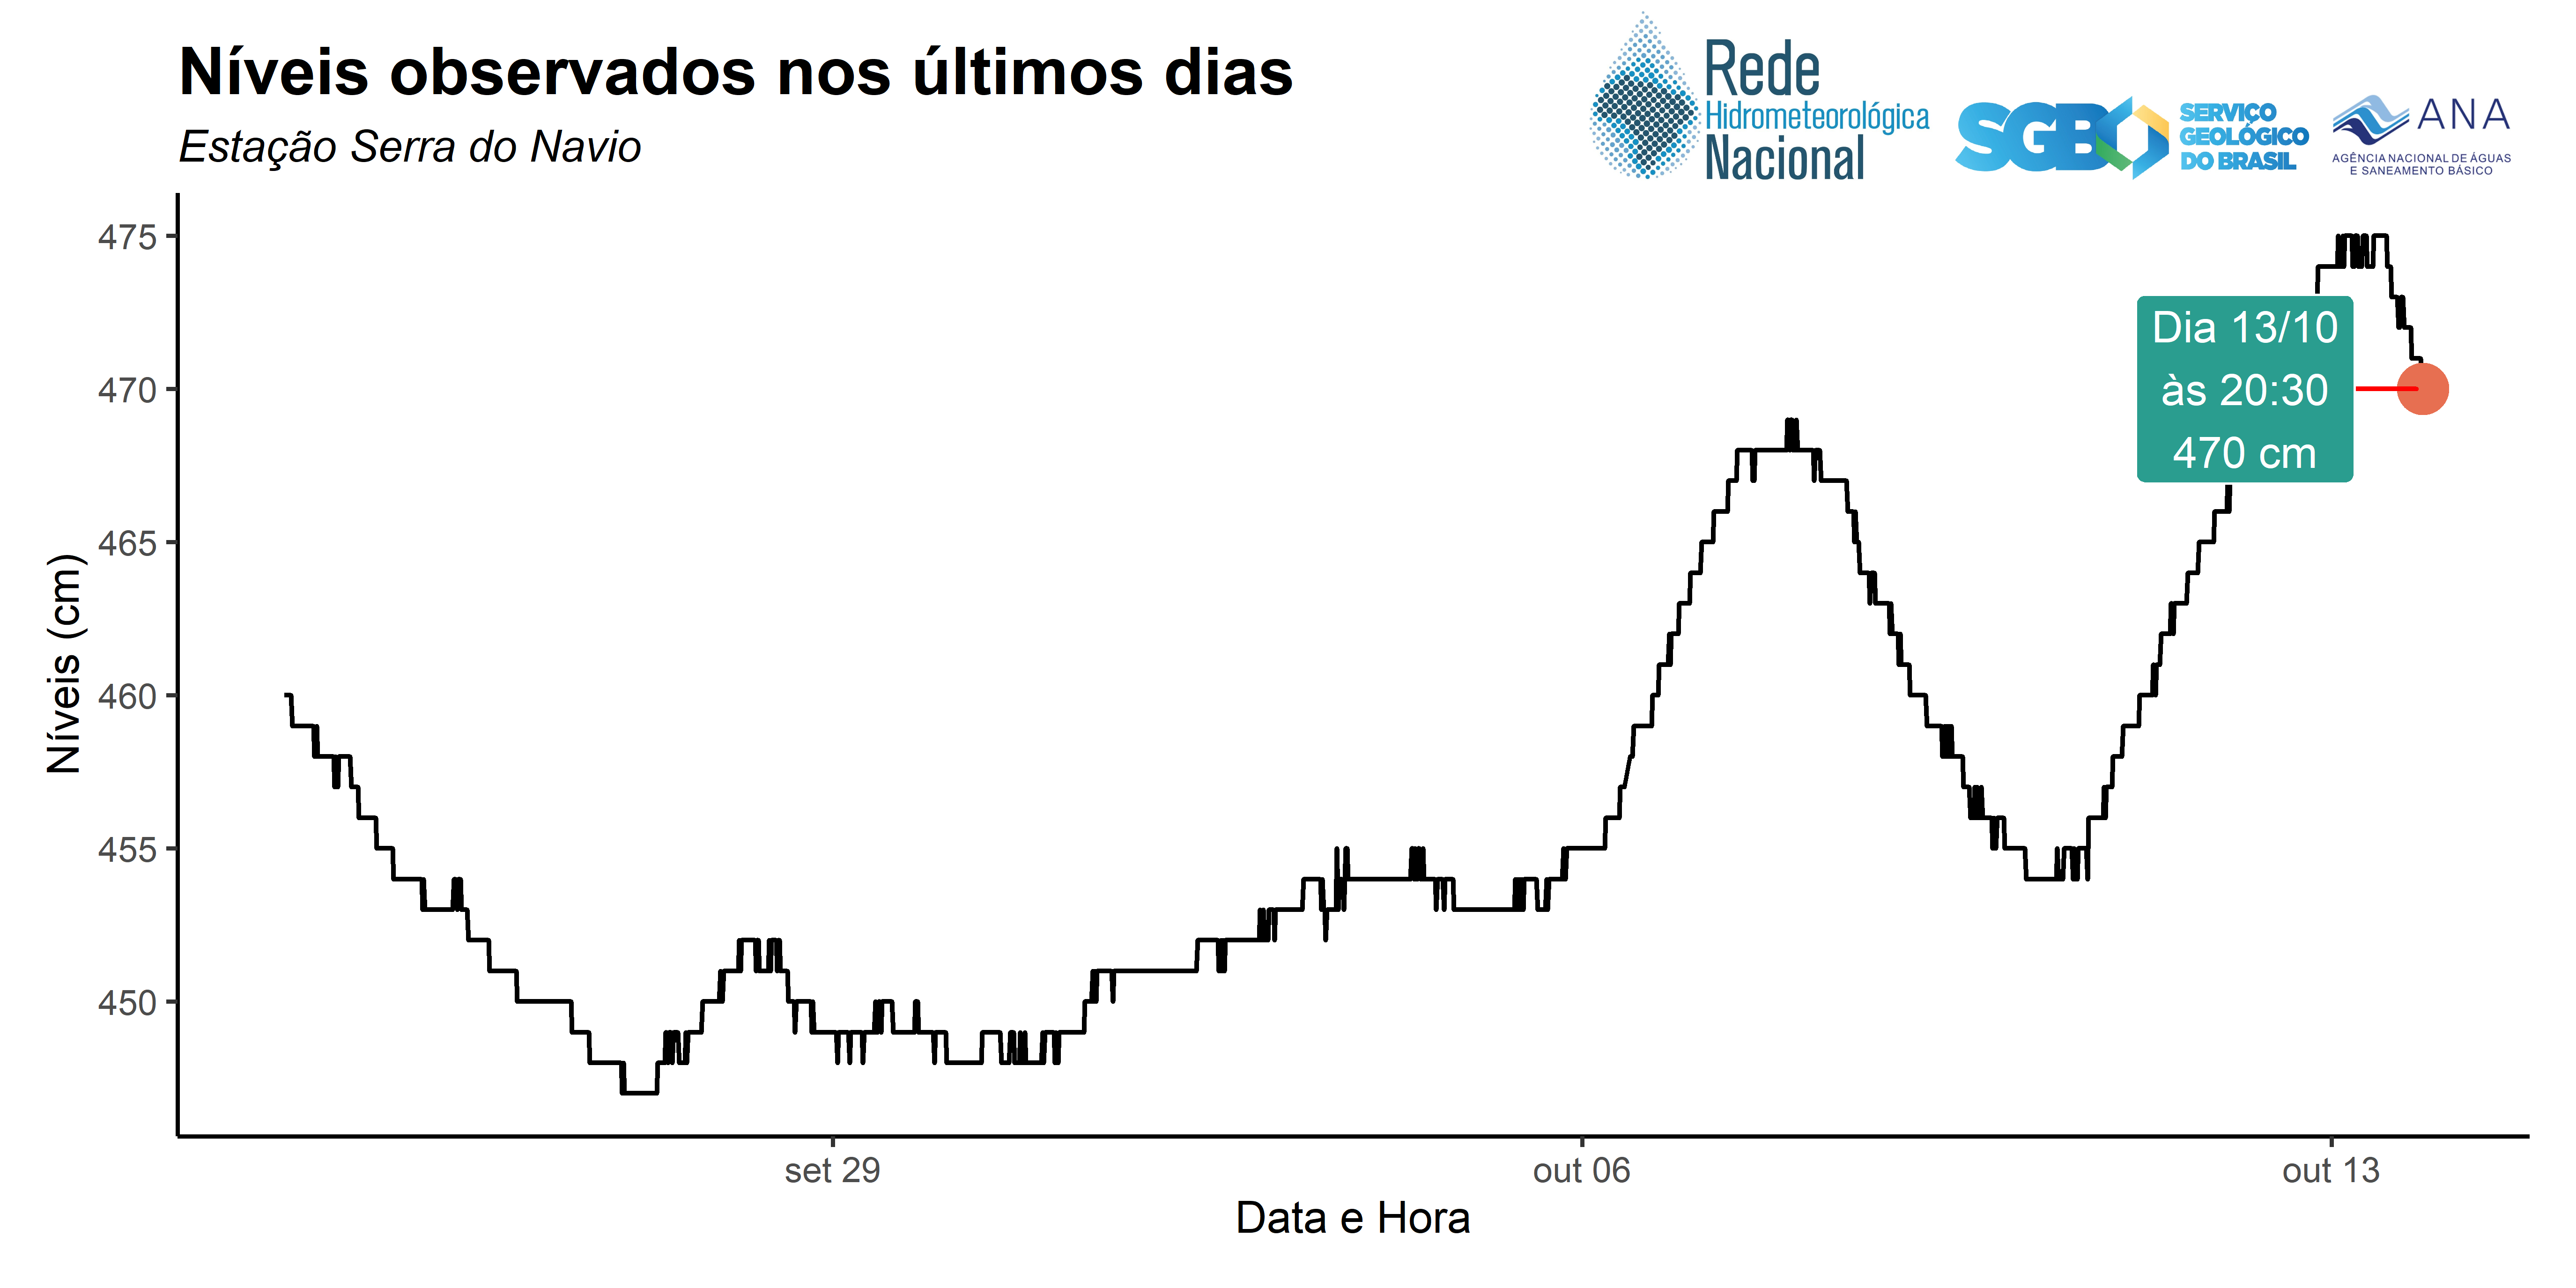 Níveis observados nos últimos dias
Estação Serra do Navio
Rede
Hidrometeorológica
Nacional
SGB
SERVIÇO
GEOLÓGICO
DO BRASIL
ANA
AGÊNCIA NACIONAL DE ÁGUAS
E SANEAMENTO BÁSICO
Níveis (cm)
475
470
465
460
455
450
Dia 13/10
às 20:30
470 cm
set 29
out 06
out 13
Data e Hora